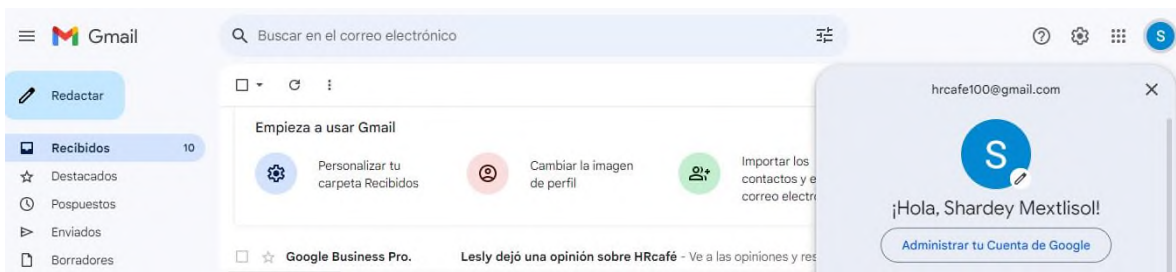 Gmail
Buscar en el correo electrónico
S
Redactar
Recibidos 10
Destacados
Pospuestos
Enviados
Borradores
Empieza a usar Gmail
Personalizar tu
carpeta Recibidos
Cambiar la imagen
de perfil
Importar los
contactos y e
correo electró
Google Business Pro. Lesly dejó una opinión sobre HRcafé - Ve a las opiniones y res
hrcafe100@gmail.com
S
¡Hola, Shardey Mextlisol!
Administrar tu Cuenta de Google